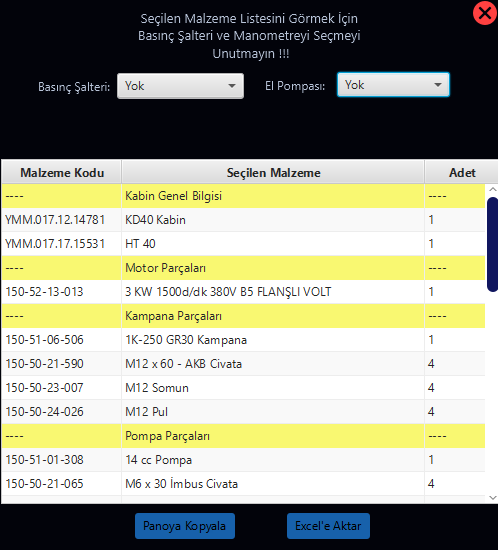 Seçilen Malzeme Listesini Görmek İçin
Basınç Şalteri ve Manometreyi Seçmeyi
Unutmayın !!!
Basınç Şalteri: Yok El Pompası: Yok
Malzeme Kodu Seçilen Malzeme Adet
---- Kabin Genel Bilgisi ----
YMM.017.12.14781 KD40 Kabin 1
YMM.017.17.15531 HT 40 1
---- Motor Parçaları ----
150-52-13-013 3 KW 1500d/dk 380V B5 FLANŞLI VOLT 1
---- Kampana Parçaları ----
150-51-06-506 1K-250 GR30 Kampana 1
150-50-21-590 M12 x 60 - AKB Civata 4
150-50-23-007 M12 Somun 4
150-50-24-026 M12 Pul 4
---- Pompa Parçaları ----
150-51-01-308 14 cc Pompa 1
150-50-21-065 M6 x 30 İmbus Civata 4
Panoya Kopyala Excel'e Aktar